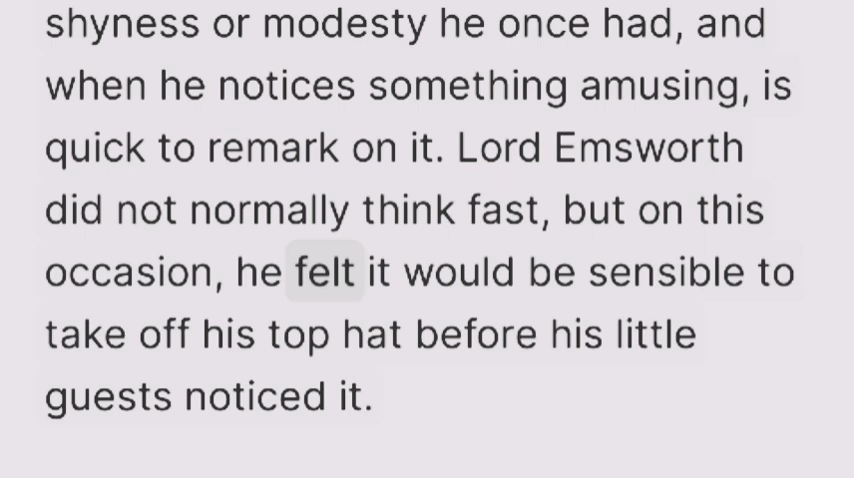 shyness or modesty he once had, and
when he notices something amusing, is
quick to remark on it. Lord Emsworth
did not normally think fast, but on this
occasion, he felt it would be sensible to
take off his top hat before his little
guests noticed it.